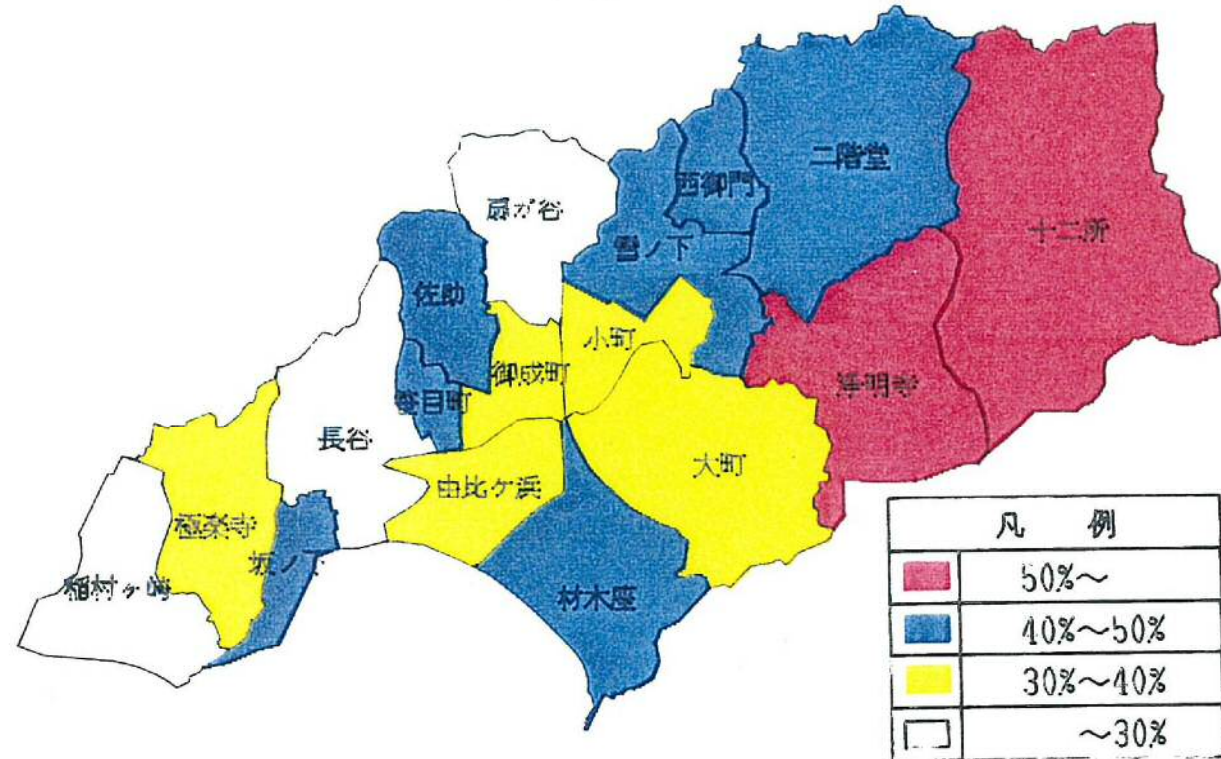 二階堂
西御門
扇ガ谷
十二所
雪ノ下
佐助
小町
御成町
浄明寺
笹目町
長谷
大町
由比ケ浜
極楽寺
坂ノ下
稲村ヶ崎
材木座
凡 例
50%～
40%～50%
30%～40%
～30%